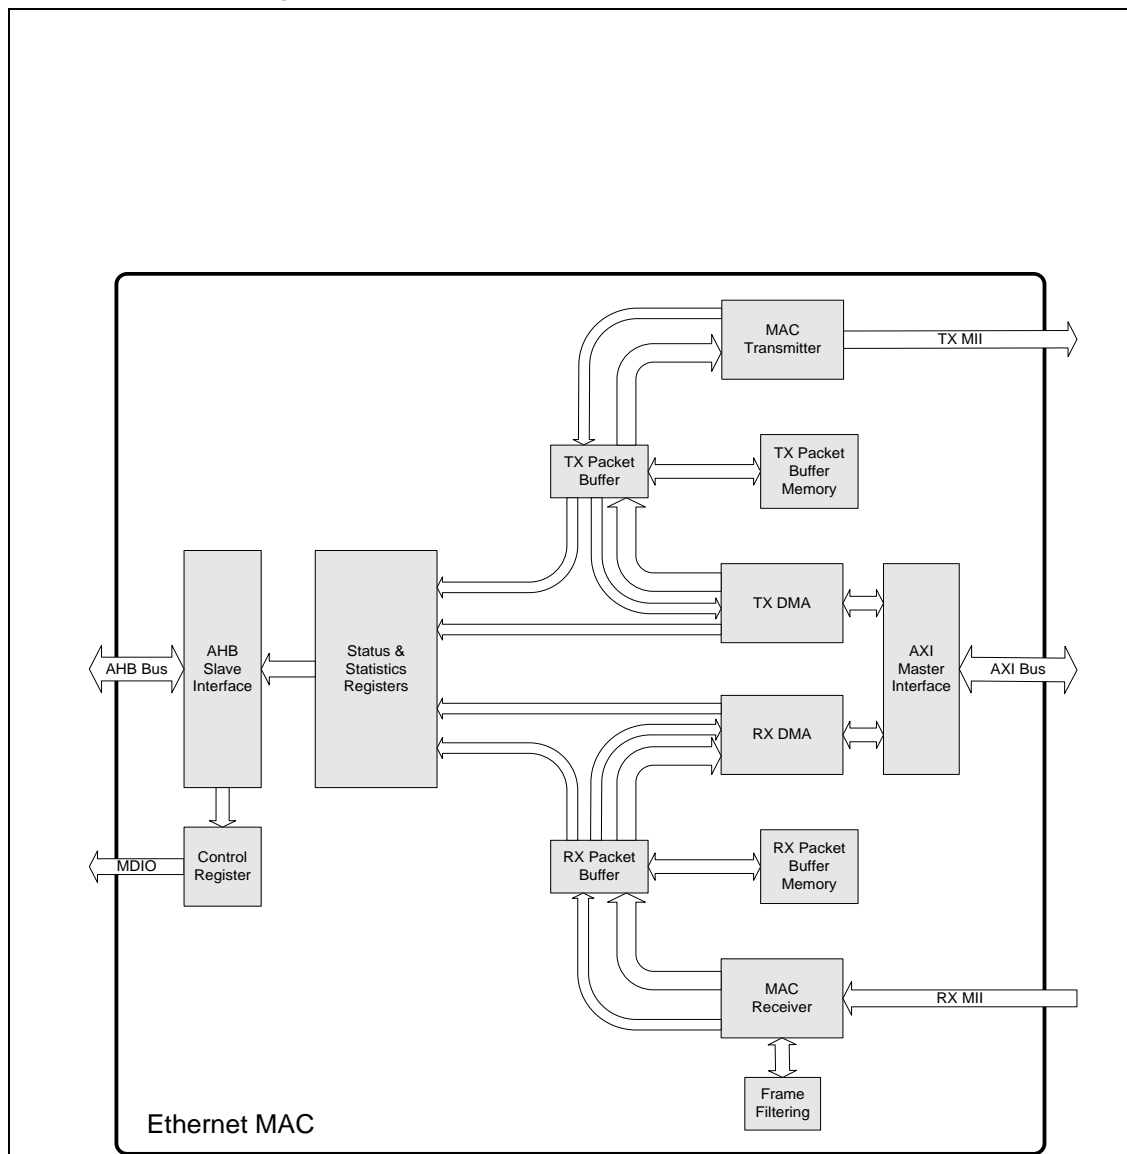 MAC
Transmitter
TX MII
TX Packet
Buffer
TX Packet
Buffer
Memory
AHB Bus
AHB
Slave
Interface
Status &
Statistics
Registers
TX DMA
RX DMA
AXI
Master
Interface
AXI Bus
MDIO
Control
Register
RX Packet
Buffer
RX Packet
Buffer
Memory
MAC
Receiver
RX MII
Frame
Filtering
Ethernet MAC